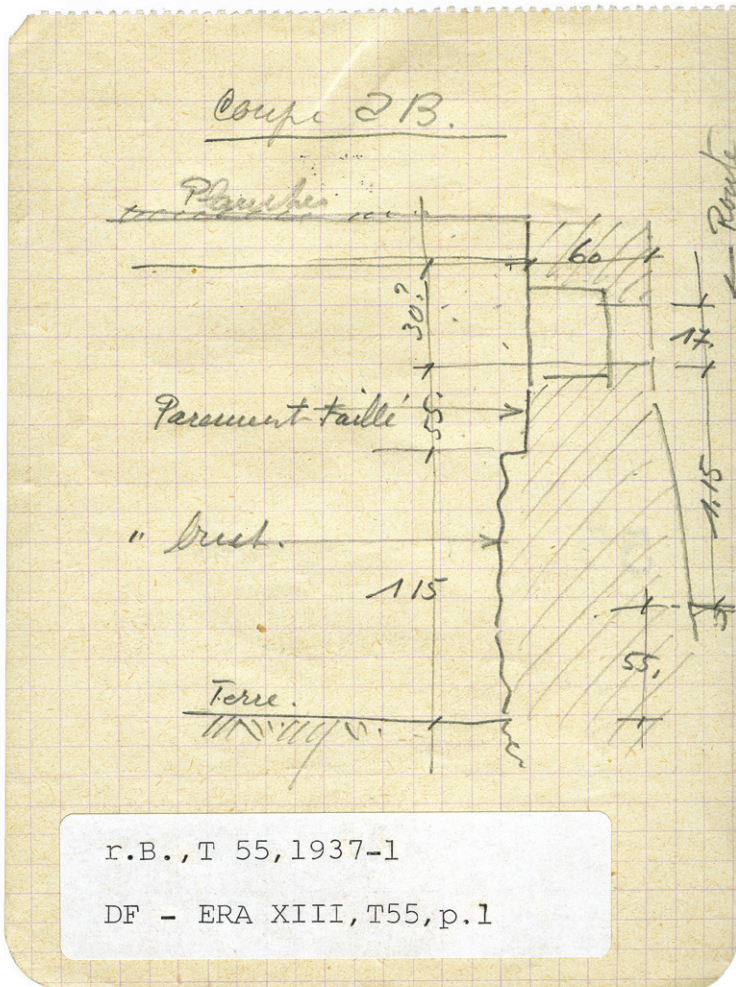 Coupe 2B.
Plancher
60
← Route
30?
17.
Parement taillé
55.
1.15
" brut.
115
55.
Terre.
r.B.,T 55,1937-1
DF - ERA XIII,T55,p.1